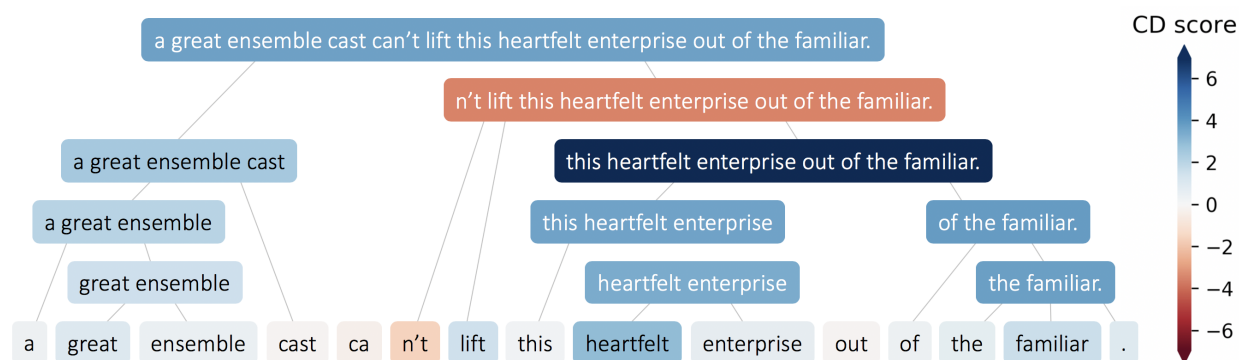 CD score
a great ensemble cast can’t lift this heartfelt enterprise out of the familiar.
6
n’t lift this heartfelt enterprise out of the familiar.
4
a great ensemble cast
this heartfelt enterprise out of the familiar.
2
a great ensemble
this heartfelt enterprise
of the familiar.
0
great ensemble
heartfelt enterprise
the familiar.
−2
−4
a great ensemble cast ca n’t lift this heartfelt enterprise out of the familiar .
−6